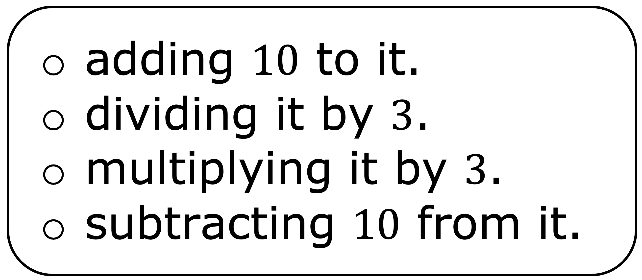 adding 10 to it.
dividing it by 3.
multiplying it by 3.
subtracting 10 from it.